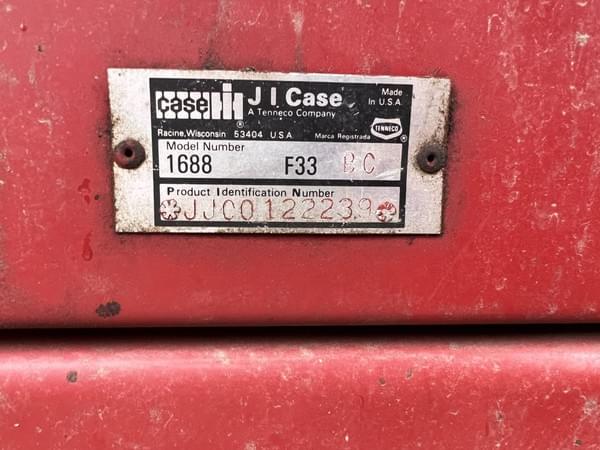 case IH J I Case Made
A Tenneco Company In U.S.A.
Racine, Wisconsin 53404 U.S.A Marca Registrada TENNECO
Model Number
1688 F33 BC
Product Identification Number
JJC0122239